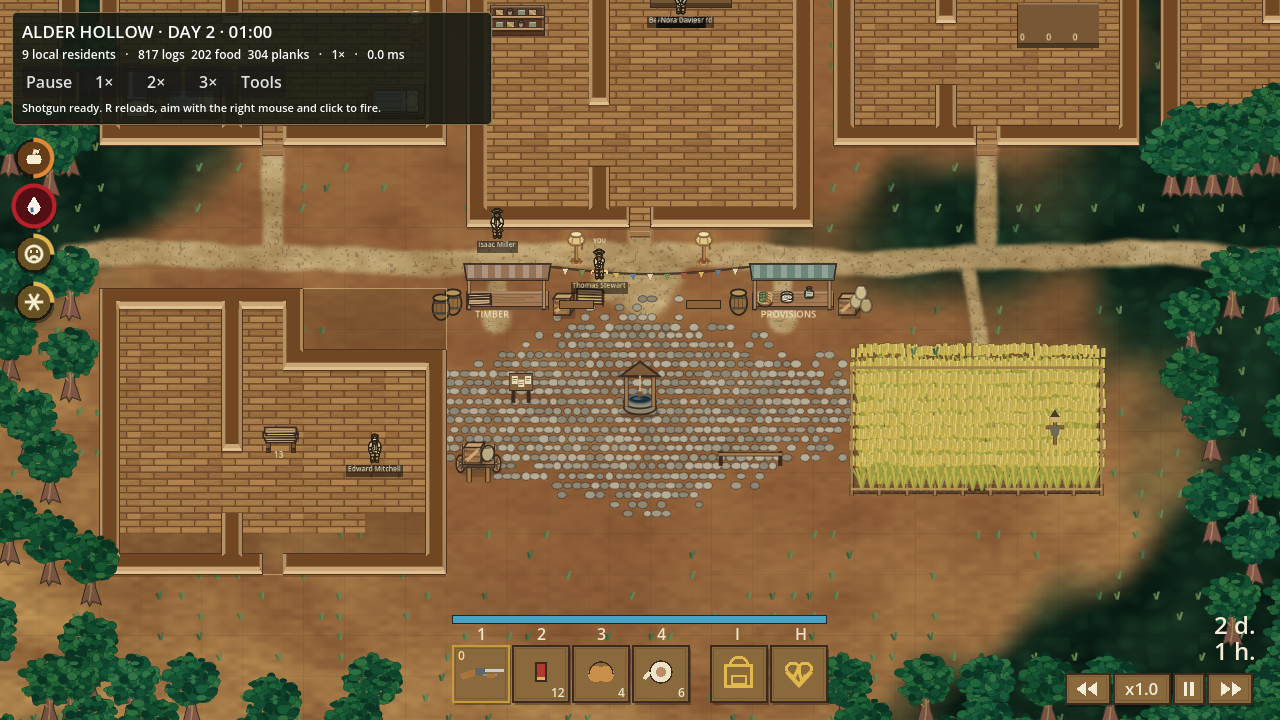 ALDER HOLLOW · DAY 2 · 01:00
9 local residents · 817 logs 202 food 304 planks · 1× · 0.0 ms
Pause 1× 2× 3× Tools
Shotgun ready. R reloads, aim with the right mouse and click to fire.
0 0 0
Isaac Miller
YOU
Thomas Stewart
TIMBER
PROVISIONS
13
Edward Mitchell
1 2 3 4 I H
0
12
4
6
2 d.
1 h.
x1.0